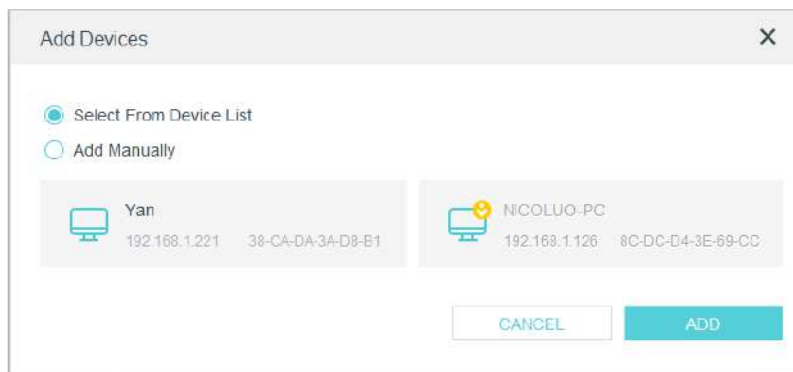 Add Devices
Select From Device List
Add Manually
Yan
192.168.1.221 38-CA-DA-3A-D8-B1
NICOLUO-PC
192.168.1.126 8C-DC-D4-3E-69-CC
CANCEL ADD